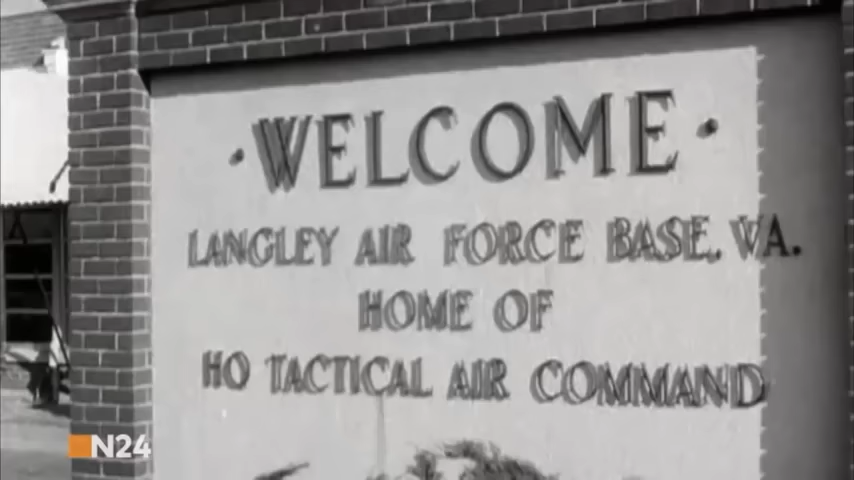 · WELCOME ·
LANGLEY AIR FORCE BASE, VA.
HOME OF
HQ TACTICAL AIR COMMAND
N24